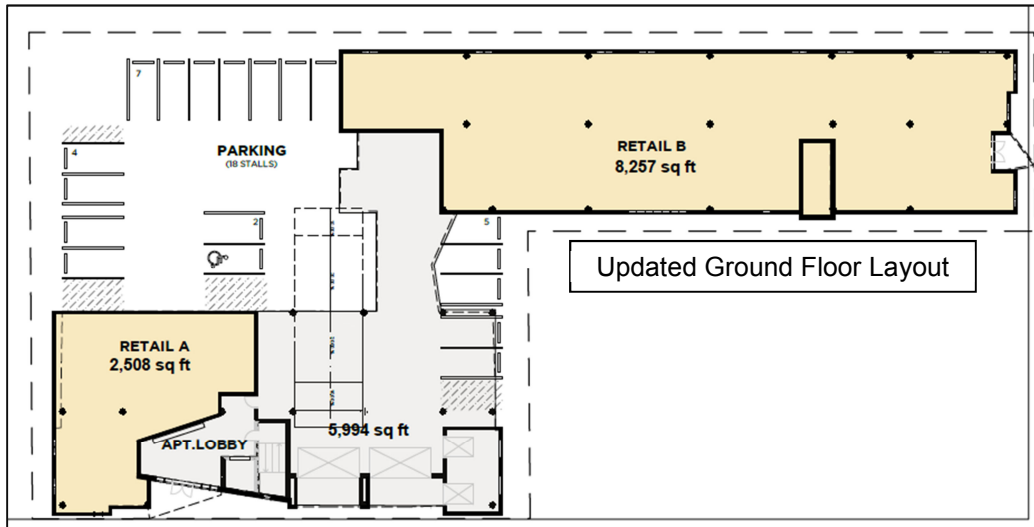 7
4
PARKING
(18 STALLS)
RETAIL B
8,257 sq ft
2
5
Updated Ground Floor Layout
RETAIL A
2,508 sq ft
APT.LOBBY
5,994 sq ft